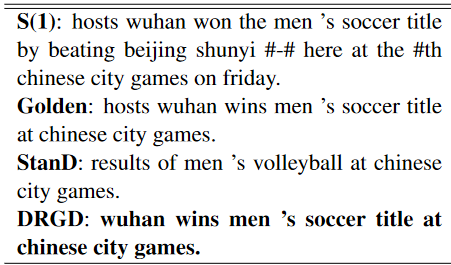 S(1): hosts wuhan won the men 's soccer title
by beating beijing shunyi #-# here at the #th
chinese city games on friday.
Golden: hosts wuhan wins men 's soccer title
at chinese city games.
StanD: results of men 's volleyball at chinese
city games.
DRGD: wuhan wins men 's soccer title at
chinese city games.